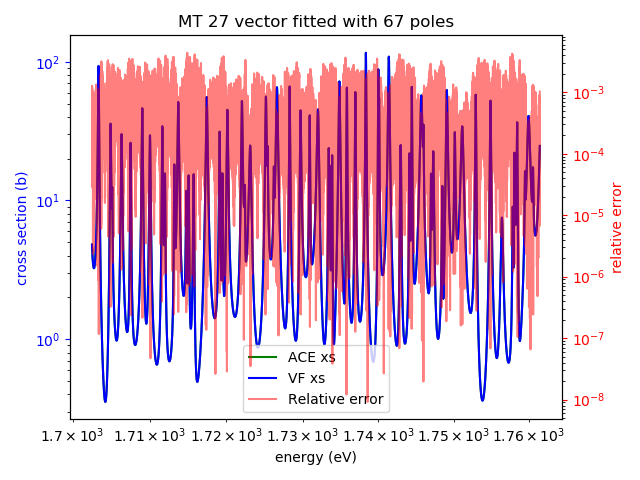 MT 27 vector fitted with 67 poles
cross section (b)
10²
10¹
10⁰
relative error
10⁻³
10⁻⁴
10⁻⁵
10⁻⁶
10⁻⁷
10⁻⁸
ACE xs
VF xs
Relative error
1.7 × 10³ 1.71 × 10³ 1.72 × 10³ 1.73 × 10³ 1.74 × 10³ 1.75 × 10³ 1.76 × 10³
energy (eV)